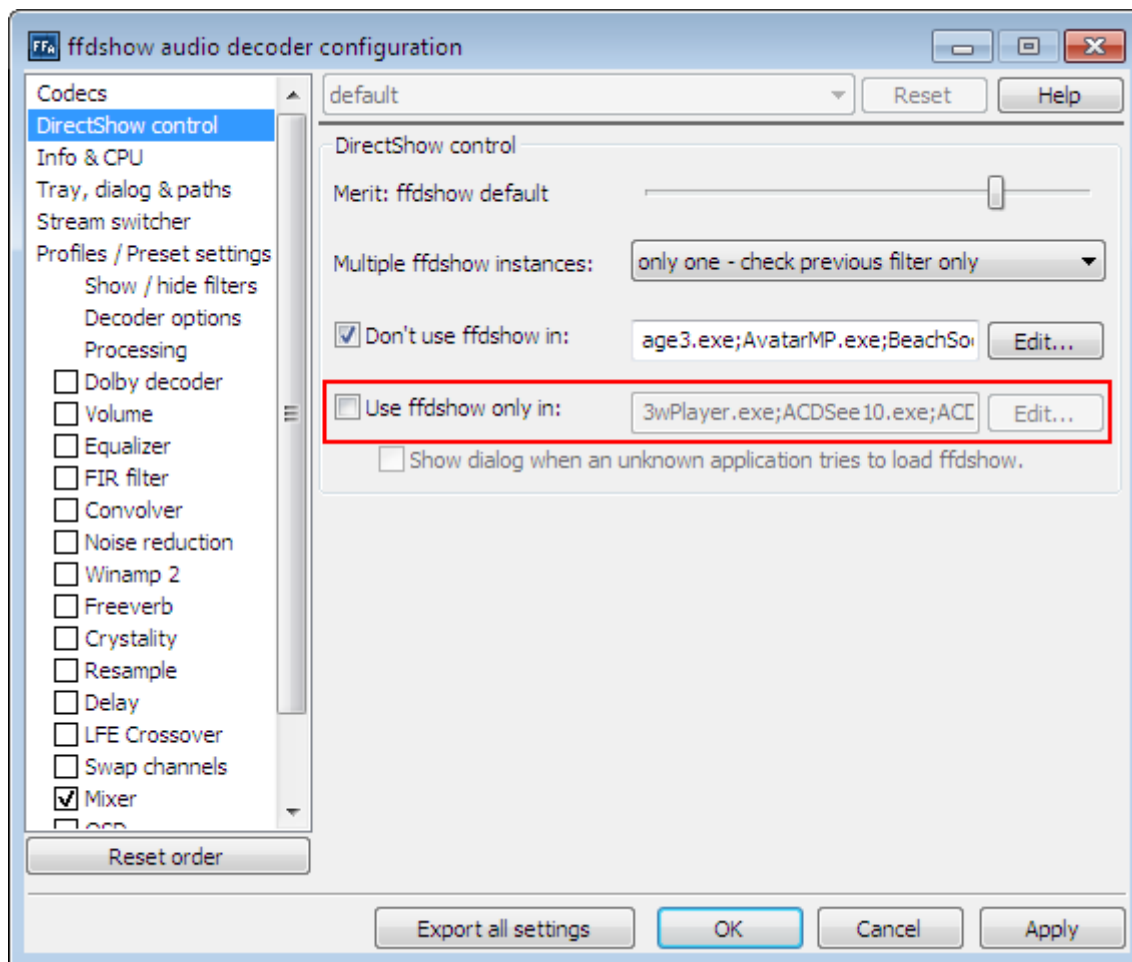 FFa ffdshow audio decoder configuration
Codecs
DirectShow control
Info & CPU
Tray, dialog & paths
Stream switcher
Profiles / Preset settings
Show / hide filters
Decoder options
Processing
Dolby decoder
Volume
Equalizer
FIR filter
Convolver
Noise reduction
Winamp 2
Freeverb
Crystality
Resample
Delay
LFE Crossover
Swap channels
Mixer
OSD
Reset order
default
Reset
Help
DirectShow control
Merit: ffdshow default
Multiple ffdshow instances:
only one - check previous filter only
Don't use ffdshow in:
age3.exe;AvatarMP.exe;BeachSo
Edit...
Use ffdshow only in:
3wPlayer.exe;ACDSee10.exe;ACD
Edit...
Show dialog when an unknown application tries to load ffdshow.
Export all settings
OK
Cancel
Apply